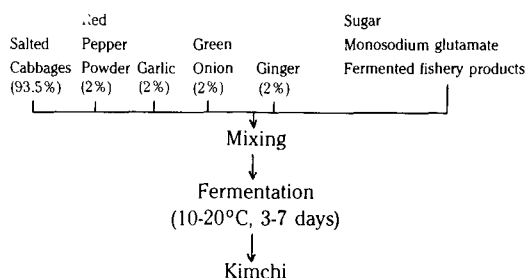 Red
Sugar
Salted Pepper Green Monosodium glutamate
Cabbages Powder Garlic Onion Ginger Fermented fishery products
(93.5%) (2%) (2%) (2%) (2%)
Mixing
Fermentation
(10-20°C, 3-7 days)
Kimchi